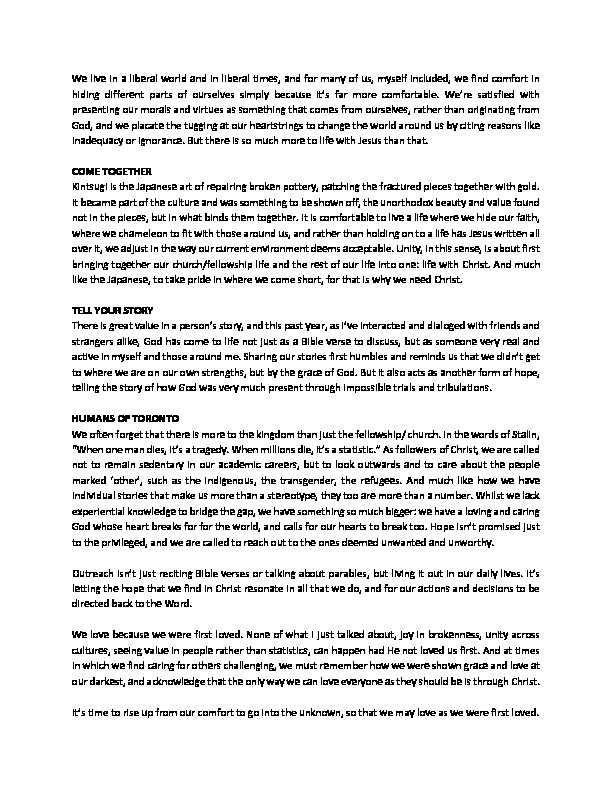 We live in a liberal world and in liberal times, and for many of us, myself included, we find comfort in
hiding different parts of ourselves simply because it's far more comfortable. We're satisfied with
presenting our morals and virtues as something that comes from ourselves, rather than originating from
God, and we placate the tugging at our heartstrings to change the world around us by citing reasons like
inadequacy or ignorance. But there is so much more to life with Jesus than that.
COME TOGETHER
Kintsugi is the Japanese art of repairing broken pottery, patching the fractured pieces together with gold.
It became part of the culture and was something to be shown off, the unorthodox beauty and value found
not in the pieces, but in what binds them together. It is comfortable to live a life where we hide our faith,
where we chameleon to fit with those around us, and rather than holding on to a life has Jesus written all
over it, we adjust in the way our current environment deems acceptable. Unity, in this sense, is about first
bringing together our church/fellowship life and the rest of our life into one: life with Christ. And much
like the Japanese, to take pride in where we come short, for that is why we need Christ.
TELL YOUR STORY
There is great value in a person's story, and this past year, as I've interacted and dialoged with friends and
strangers alike, God has come to life not just as a Bible verse to discuss, but as someone very real and
active in myself and those around me. Sharing our stories first humbles and reminds us that we didn't get
to where we are on our own strengths, but by the grace of God. But it also acts as another form of hope,
telling the story of how God was very much present through impossible trials and tribulations.
HUMANS OF TORONTO
We often forget that there is more to the kingdom than just the fellowship/ church. In the words of Stalin,
"When one man dies, it's a tragedy. When millions die, it's a statistic." As followers of Christ, we are called
not to remain sedentary in our academic careers, but to look outwards and to care about the people
marked 'other', such as the indigenous, the transgender, the refugees. And much like how we have
individual stories that make us more than a stereotype, they too are more than a number. Whilst we lack
experiential knowledge to bridge the gap, we have something so much bigger: we have a loving and caring
God whose heart breaks for for the world, and calls for our hearts to break too. Hope isn't promised just
to the privileged, and we are called to reach out to the ones deemed unwanted and unworthy.
Outreach isn't just reciting Bible verses or talking about parables, but living it out in our daily lives. It's
letting the hope that we find in Christ resonate in all that we do, and for our actions and decisions to be
directed back to the Word.
We love because we were first loved. None of what I just talked about, joy in brokenness, unity across
cultures, seeing value in people rather than statistics, can happen had He not loved us first. And at times
in which we find caring for others challenging, we must remember how we were shown grace and love at
our darkest, and acknowledge that the only way we can love everyone as they should be is through Christ.
It's time to rise up from our comfort to go into the unknown, so that we may love as we were first loved.